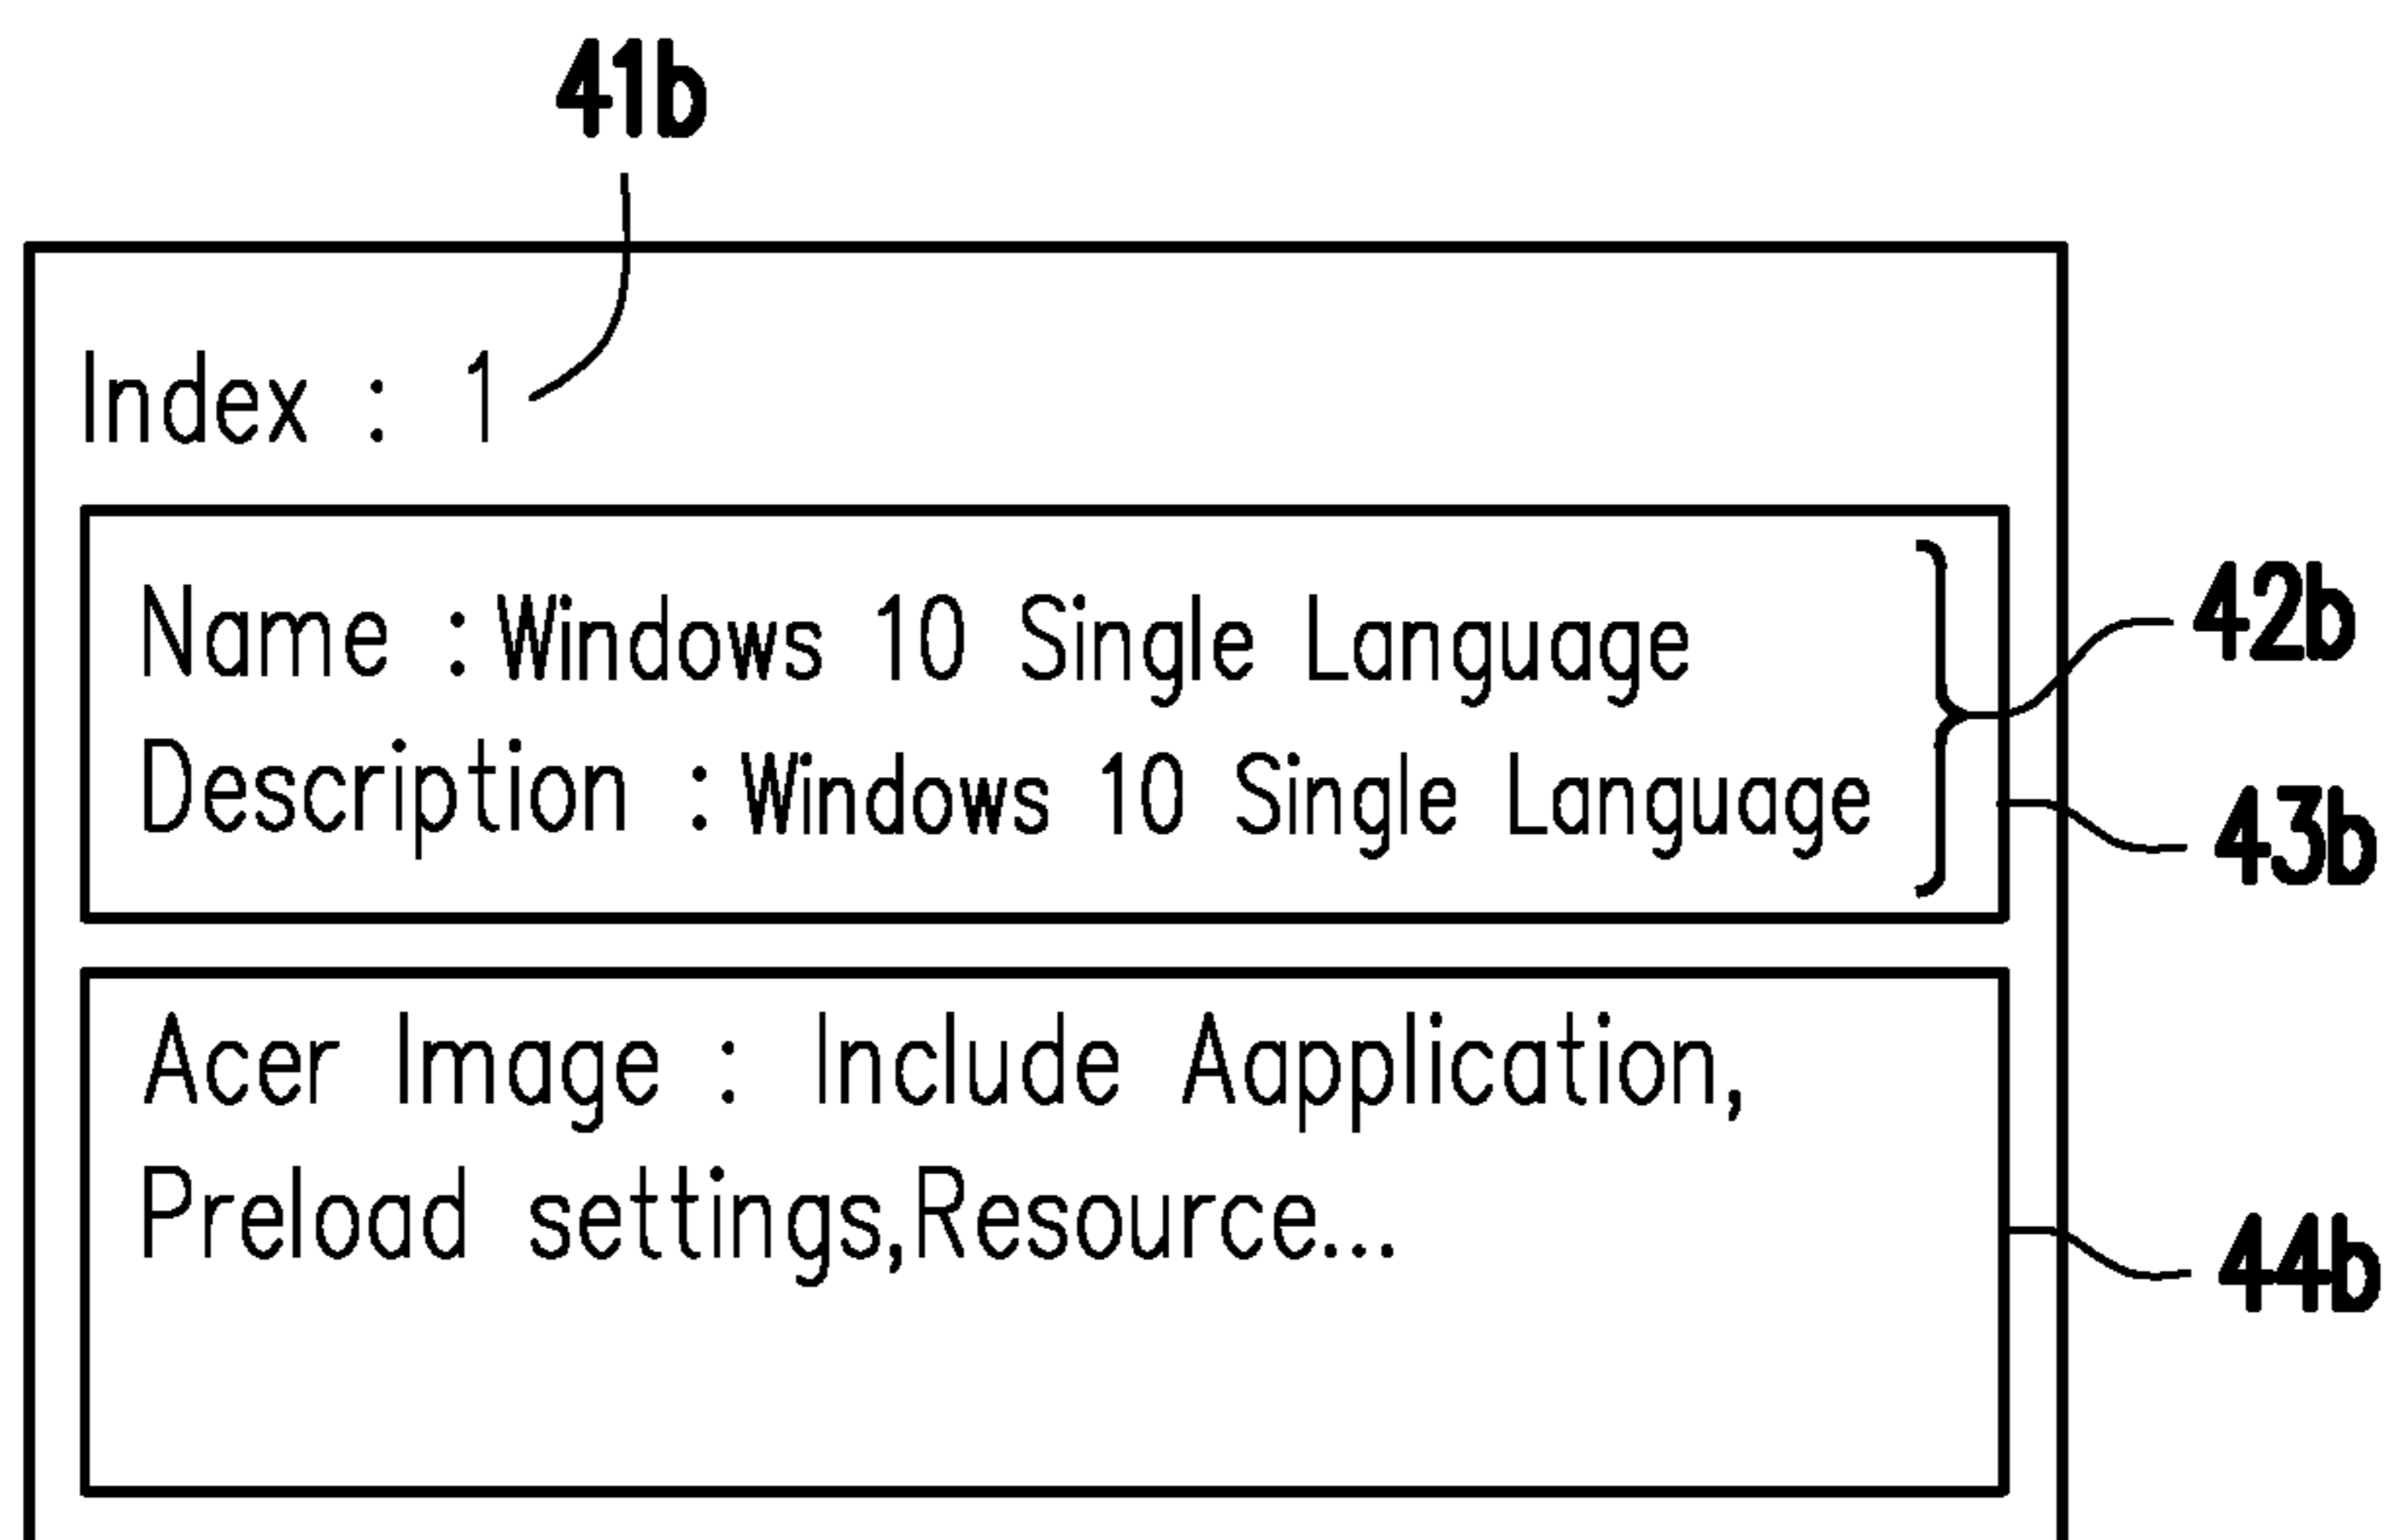 41b
Index : 1
Name : Windows 10 Single Language
42b
Description : Windows 10 Single Language
43b
Acer Image : Include Aapplication,
Preload settings,Resource...
44b